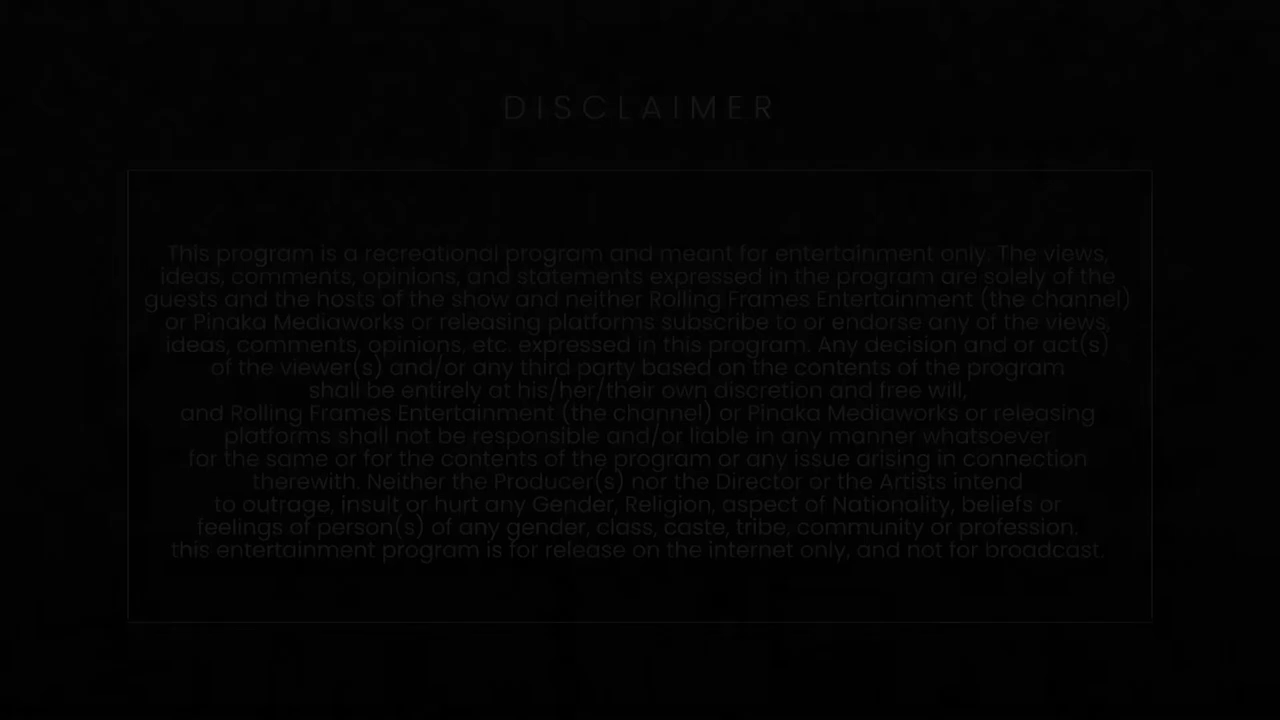 DISCLAIMER
This program is a recreational program and meant for entertainment only. The views,
ideas, comments, opinions, and statements expressed in the program are solely of the
guests and the hosts of the show and neither Rolling Frames Entertainment (the channel)
or Pinaka Mediaworks or releasing platforms subscribe to or endorse any of the views,
ideas, comments, opinions, etc. expressed in this program. Any decision and or act(s)
of the viewer(s) and/or any third party based on the contents of the program
shall be entirely at his/her/their own discretion and free will,
and Rolling Frames Entertainment (the channel) or Pinaka Mediaworks or releasing
platforms shall not be responsible and/or liable in any manner whatsoever
for the same or for the contents of the program or any issue arising in connection
therewith. Neither the Producer(s) nor the Director or the Artists intend
to outrage, insult or hurt any Gender, Religion, aspect of Nationality, beliefs or
feelings of person(s) of any gender, class, caste, tribe, community or profession.
this entertainment program is for release on the internet only, and not for broadcast.